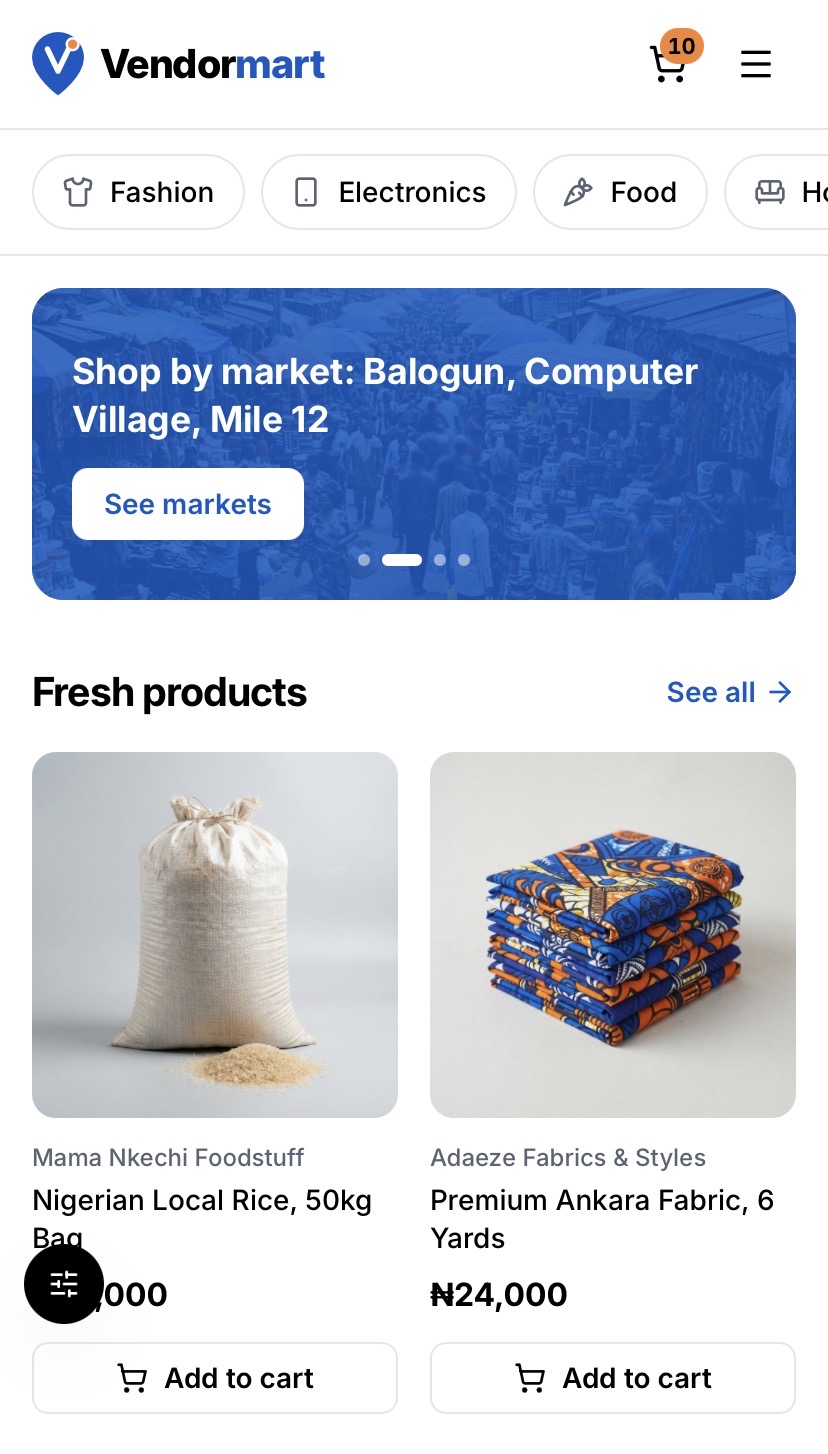 Vendormart
10
Fashion
Electronics
Food
Shop by market: Balogun, Computer
Village, Mile 12
See markets
Fresh products
See all
Mama Nkechi Foodstuff
Nigerian Local Rice, 50kg
Bag
,000
Add to cart
Adaeze Fabrics & Styles
Premium Ankara Fabric, 6
Yards
₦24,000
Add to cart